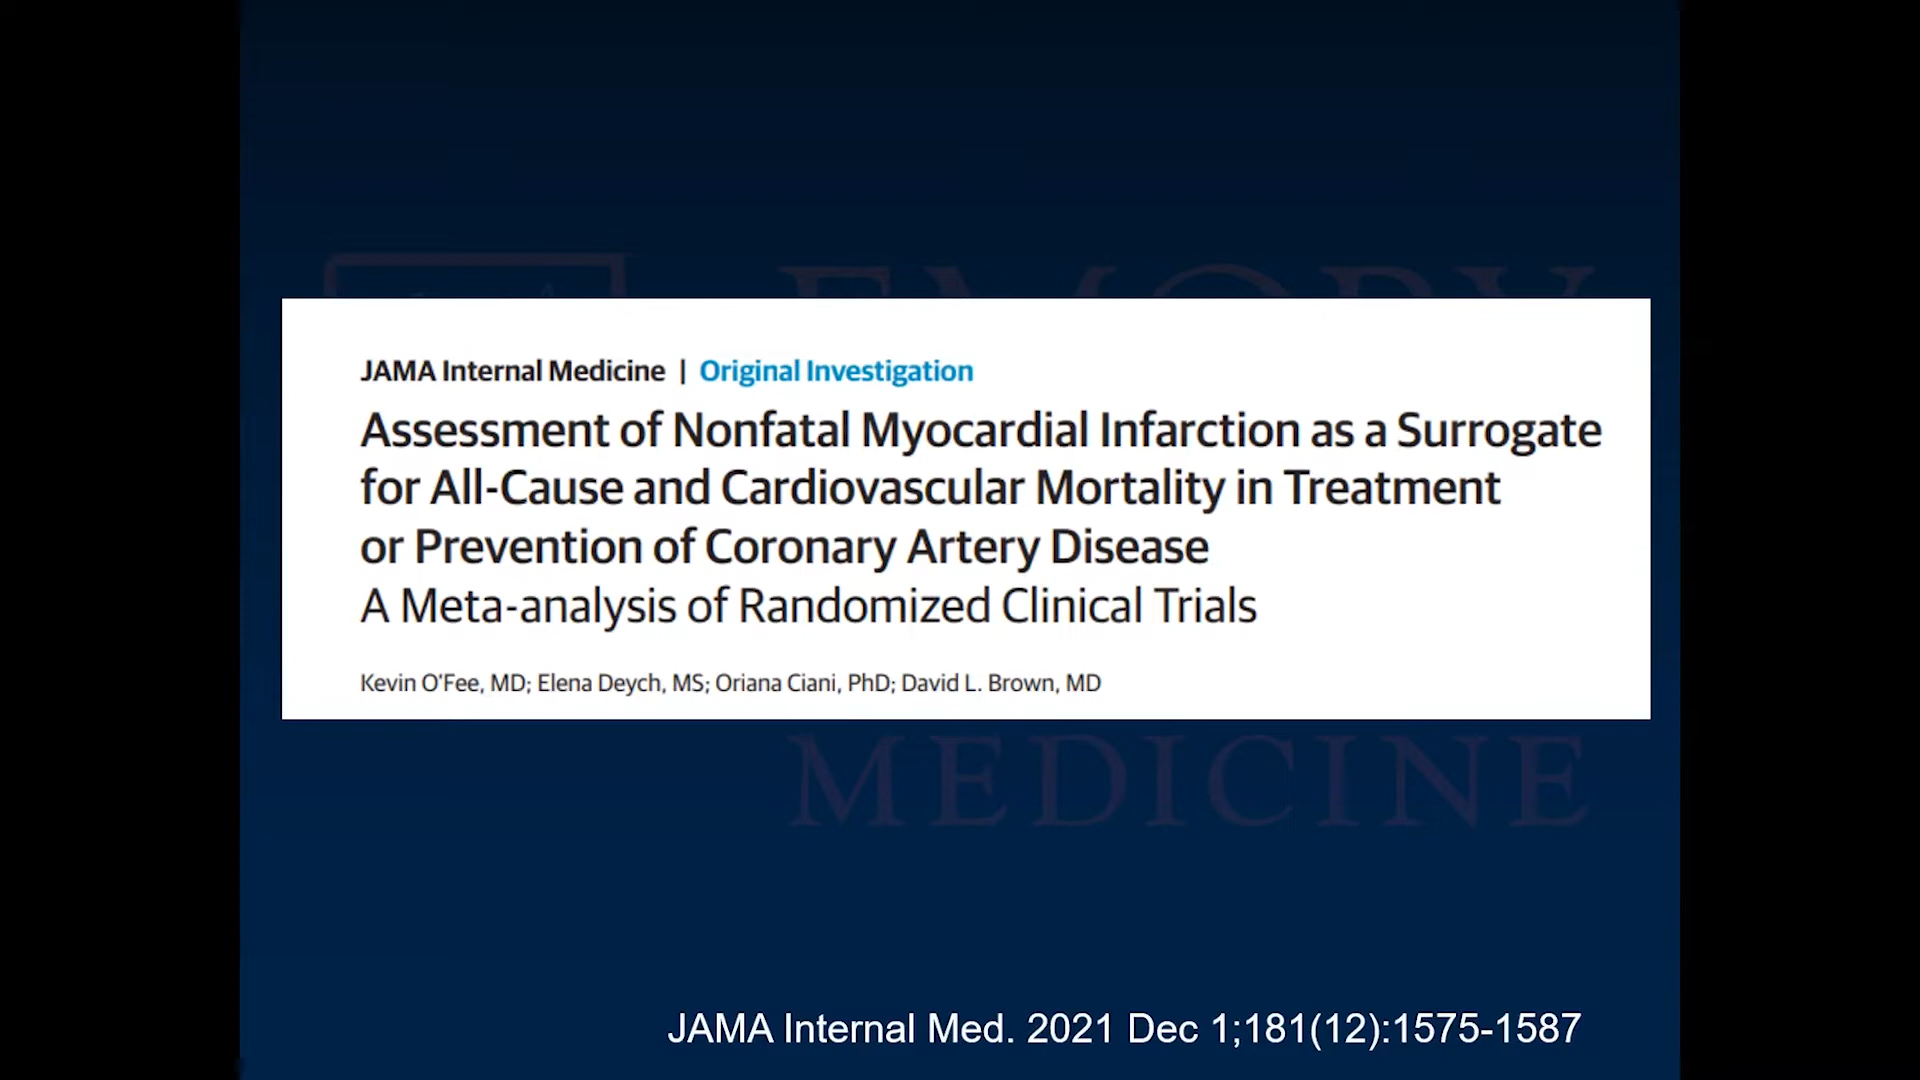 EMORY
JAMA Internal Medicine | Original Investigation
Assessment of Nonfatal Myocardial Infarction as a Surrogate
for All-Cause and Cardiovascular Mortality in Treatment
or Prevention of Coronary Artery Disease
A Meta-analysis of Randomized Clinical Trials
Kevin O'Fee, MD; Elena Deych, MS; Oriana Ciani, PhD; David L. Brown, MD
MEDICINE
JAMA Internal Med. 2021 Dec 1;181(12):1575-1587